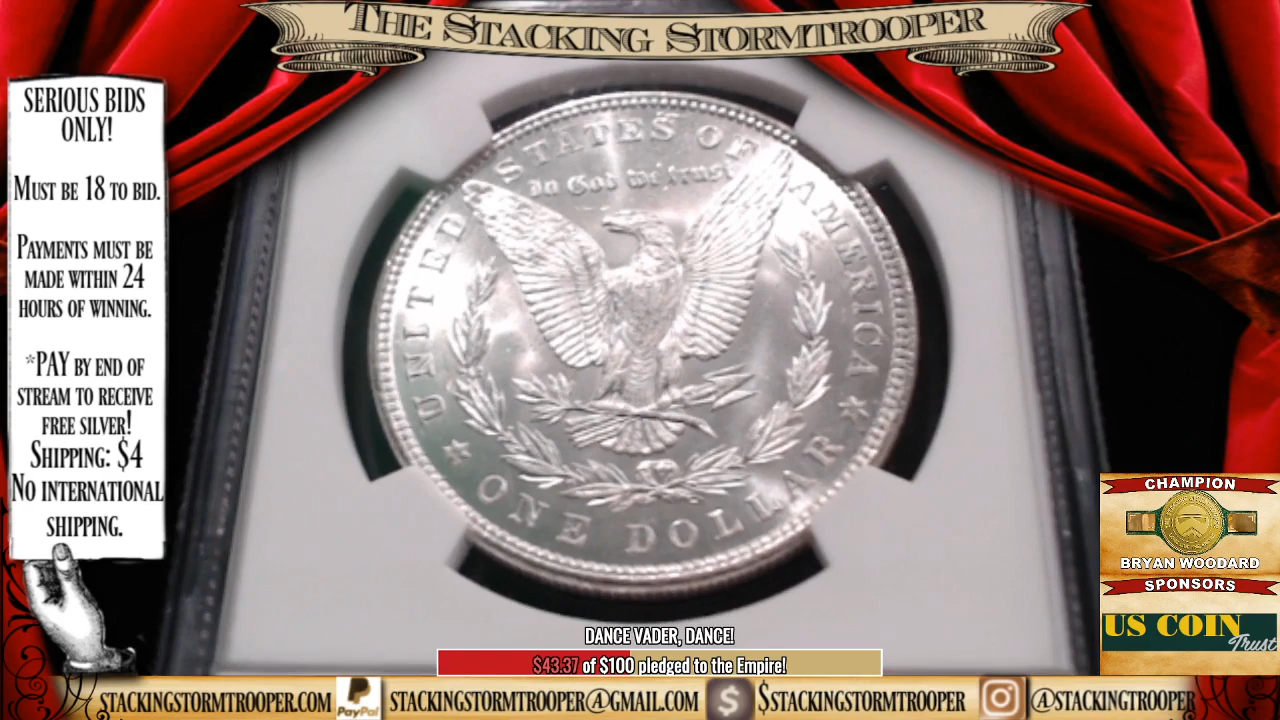 THE STACKING STORMTROOPER
SERIOUS BIDS
ONLY!
MUST BE 18 TO BID.
PAYMENTS MUST BE
MADE WITHIN 24
HOURS OF WINNING.
*PAY BY END OF
STREAM TO RECEIVE
FREE SILVER!
SHIPPING: $4
NO INTERNATIONAL
SHIPPING.
UNITED STATES OF AMERICA
In God we trust
ONE DOLLAR
CHAMPION
BRYAN WOODARD
SPONSORS
US COIN
Trust
DANCE VADER, DANCE!
$43.37 of $100 pledged to the Empire!
STACKINGSTORMTROOPER.COM
PayPal
STACKINGSTORMTROOPER@GMAIL.COM
$
$STACKINGSTORMTROOPER
@STACKINGTROOPER